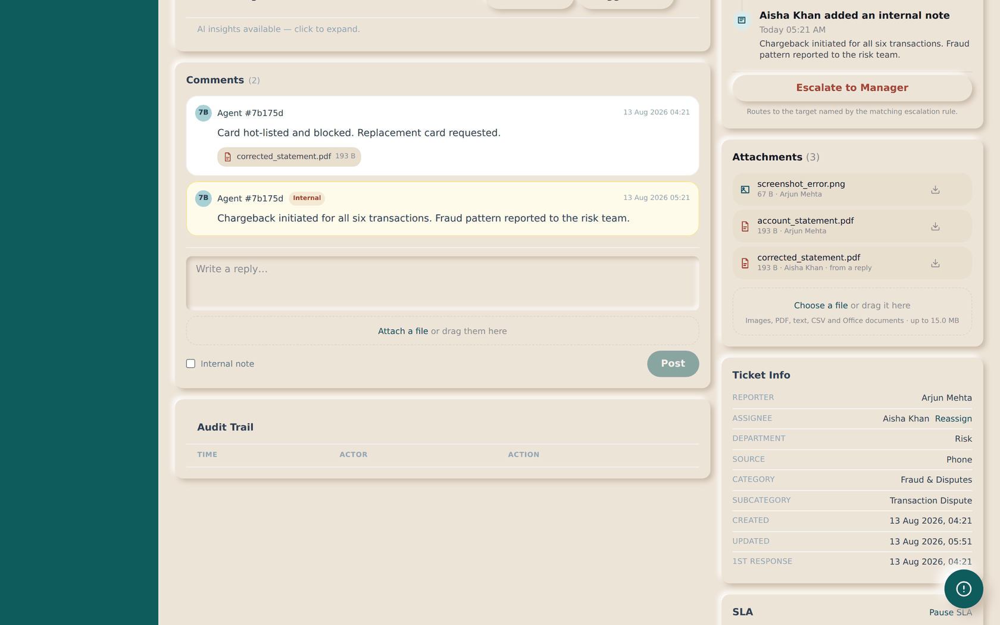 AI insights available — click to expand.
Comments (2)
7B Agent #7b175d 13 Aug 2026 04:21
Card hot-listed and blocked. Replacement card requested.
corrected_statement.pdf 193 B
7B Agent #7b175d Internal 13 Aug 2026 05:21
Chargeback initiated for all six transactions. Fraud pattern reported to the risk team.
Write a reply...
Attach a file or drag them here
Internal note
Post
Audit Trail
TIME ACTOR ACTION
Aisha Khan added an internal note
Today 05:21 AM
Chargeback initiated for all six transactions. Fraud
pattern reported to the risk team.
Escalate to Manager
Routes to the target named by the matching escalation rule.
Attachments (3)
screenshot_error.png
67 B · Arjun Mehta
account_statement.pdf
193 B · Arjun Mehta
corrected_statement.pdf
193 B · Aisha Khan · from a reply
Choose a file or drag it here
Images, PDF, text, CSV and Office documents · up to 15.0 MB
Ticket Info
REPORTER Arjun Mehta
ASSIGNEE Aisha Khan Reassign
DEPARTMENT Risk
SOURCE Phone
CATEGORY Fraud & Disputes
SUBCATEGORY Transaction Dispute
CREATED 13 Aug 2026, 04:21
UPDATED 13 Aug 2026, 05:51
1ST RESPONSE 13 Aug 2026, 04:21
SLA Pause SLA